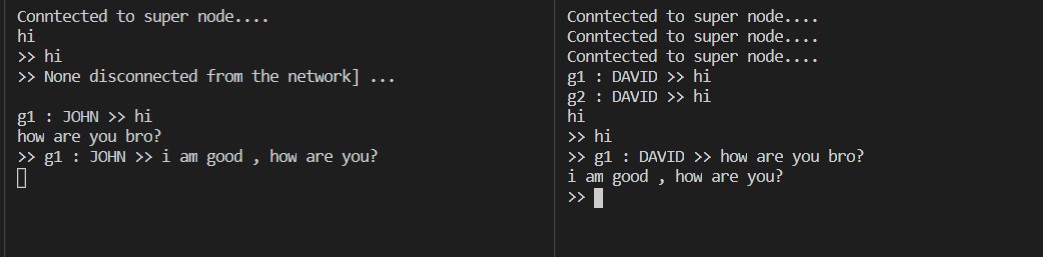 Conntected to super node....
hi
>> hi
>> None disconnected from the network] ...
g1 : JOHN >> hi
how are you bro?
>> g1 : JOHN >> i am good , how are you?
Conntected to super node....
Conntected to super node....
Conntected to super node....
g1 : DAVID >> hi
g2 : DAVID >> hi
hi
>> hi
>> g1 : DAVID >> how are you bro?
i am good , how are you?
>>